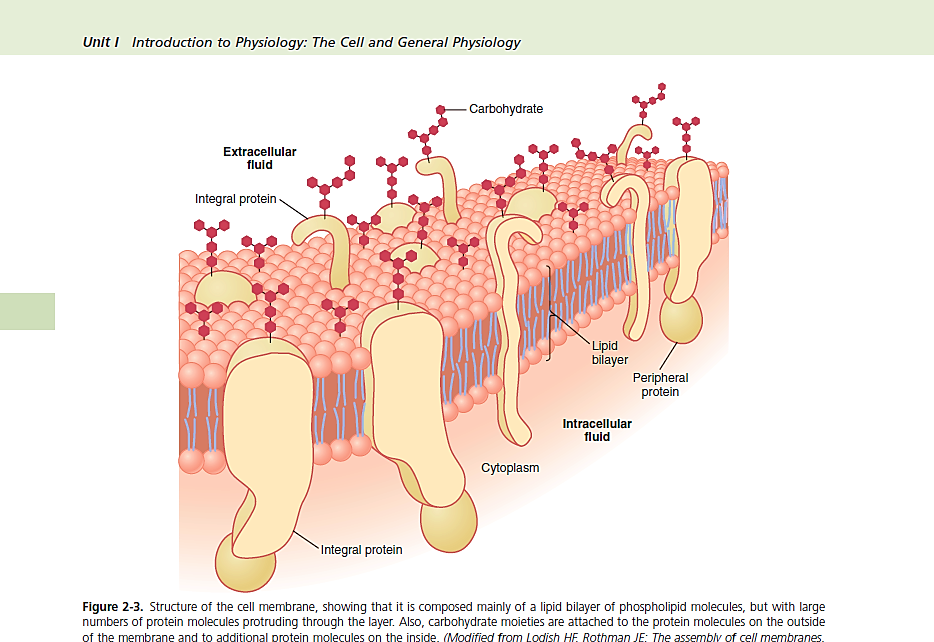 Unit I Introduction to Physiology: The Cell and General Physiology
Carbohydrate
Extracellular
fluid
Integral protein
Lipid
bilayer
Peripheral
protein
Intracellular
fluid
Cytoplasm
Integral protein
Figure 2-3. Structure of the cell membrane, showing that it is composed mainly of a lipid bilayer of phospholipid molecules, but with large
numbers of protein molecules protruding through the layer. Also, carbohydrate moieties are attached to the protein molecules on the outside
of the membrane and to additional protein molecules on the inside. (Modified from Lodish HF, Rothman JE: The assembly of cell membranes.